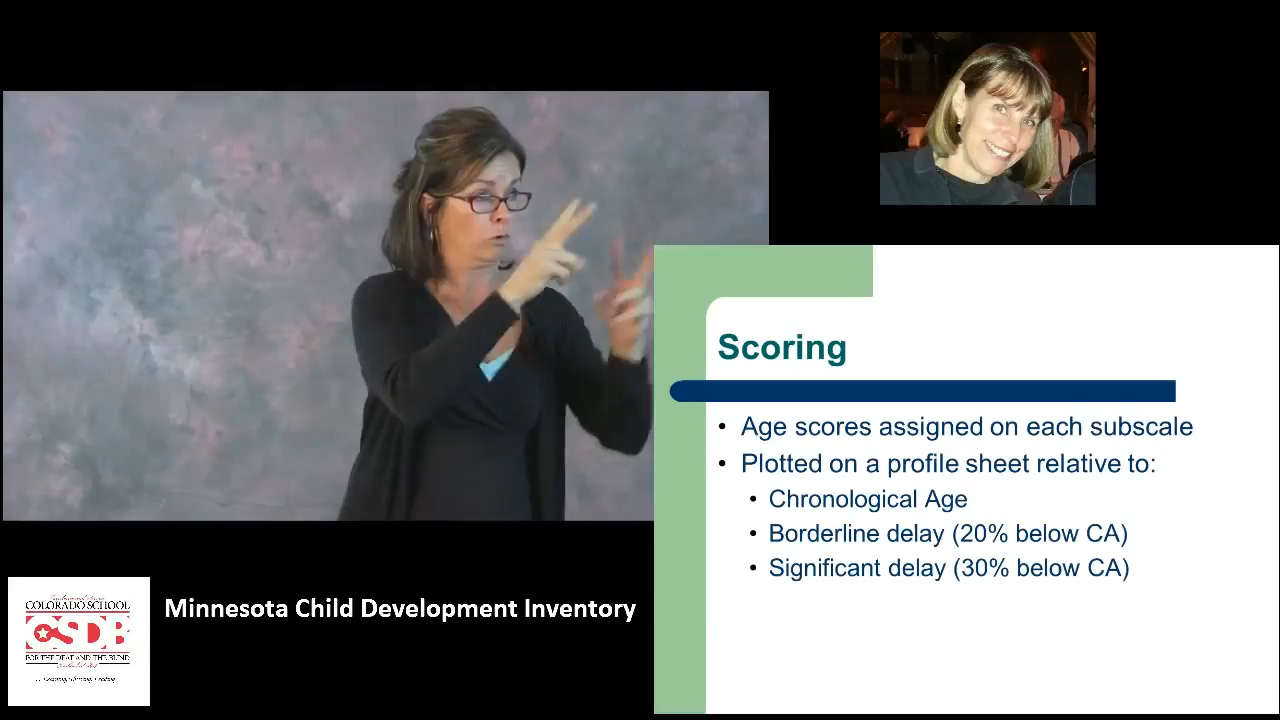 Scoring
• Age scores assigned on each subscale
• Plotted on a profile sheet relative to:
• Chronological Age
• Borderline delay (20% below CA)
• Significant delay (30% below CA)
COLORADO SCHOOL
CSDB
FOR THE DEAF AND THE BLIND
Minnesota Child Development Inventory